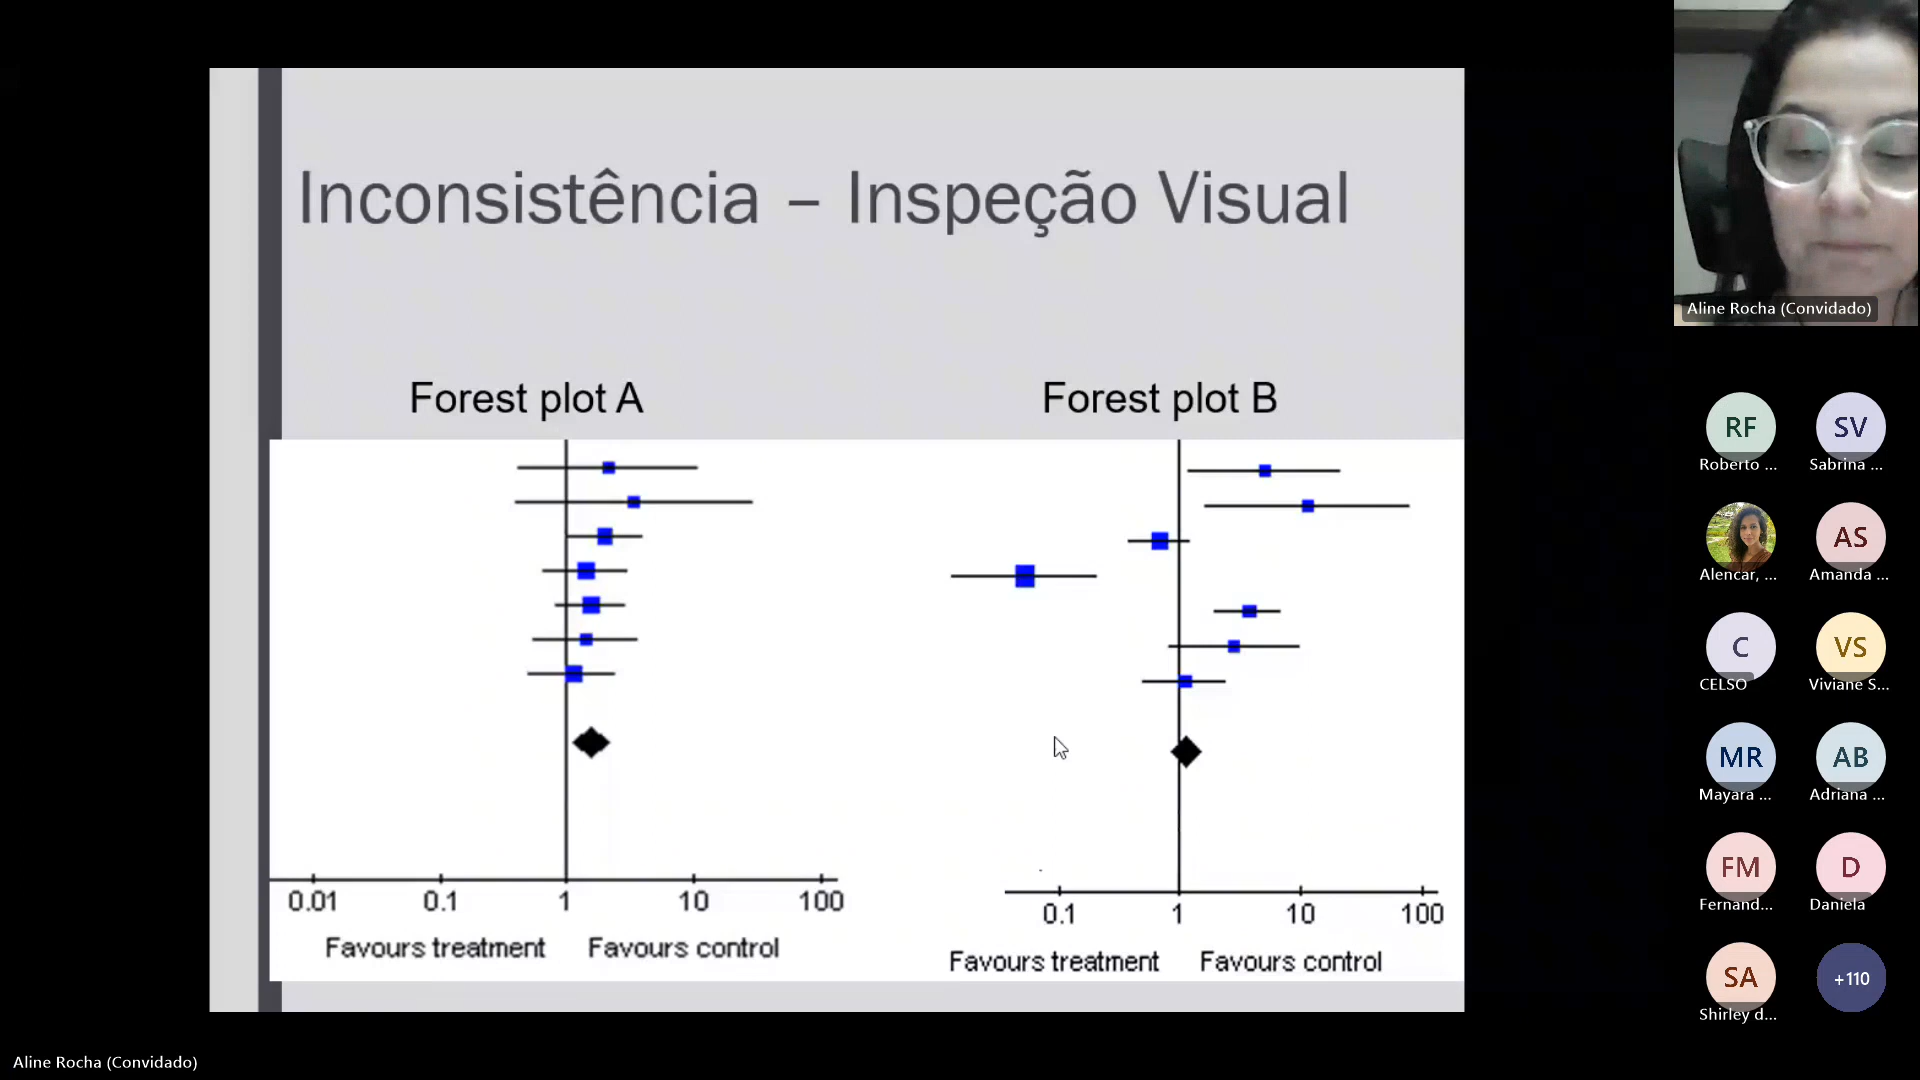 Inconsistência – Inspeção Visual
Forest plot A
Forest plot B
0.01 0.1 1 10 100
Favours treatment Favours control
0.1 1 10 100
Favours treatment Favours control
Aline Rocha (Convidado)
RF
SV
Roberto ...
Sabrina ...
AS
Alencar, ...
Amanda ...
C
VS
CELSO
Viviane S...
MR
AB
Mayara ...
Adriana ...
FM
D
Fernand...
Daniela
SA
+110
Shirley d...
Aline Rocha (Convidado)